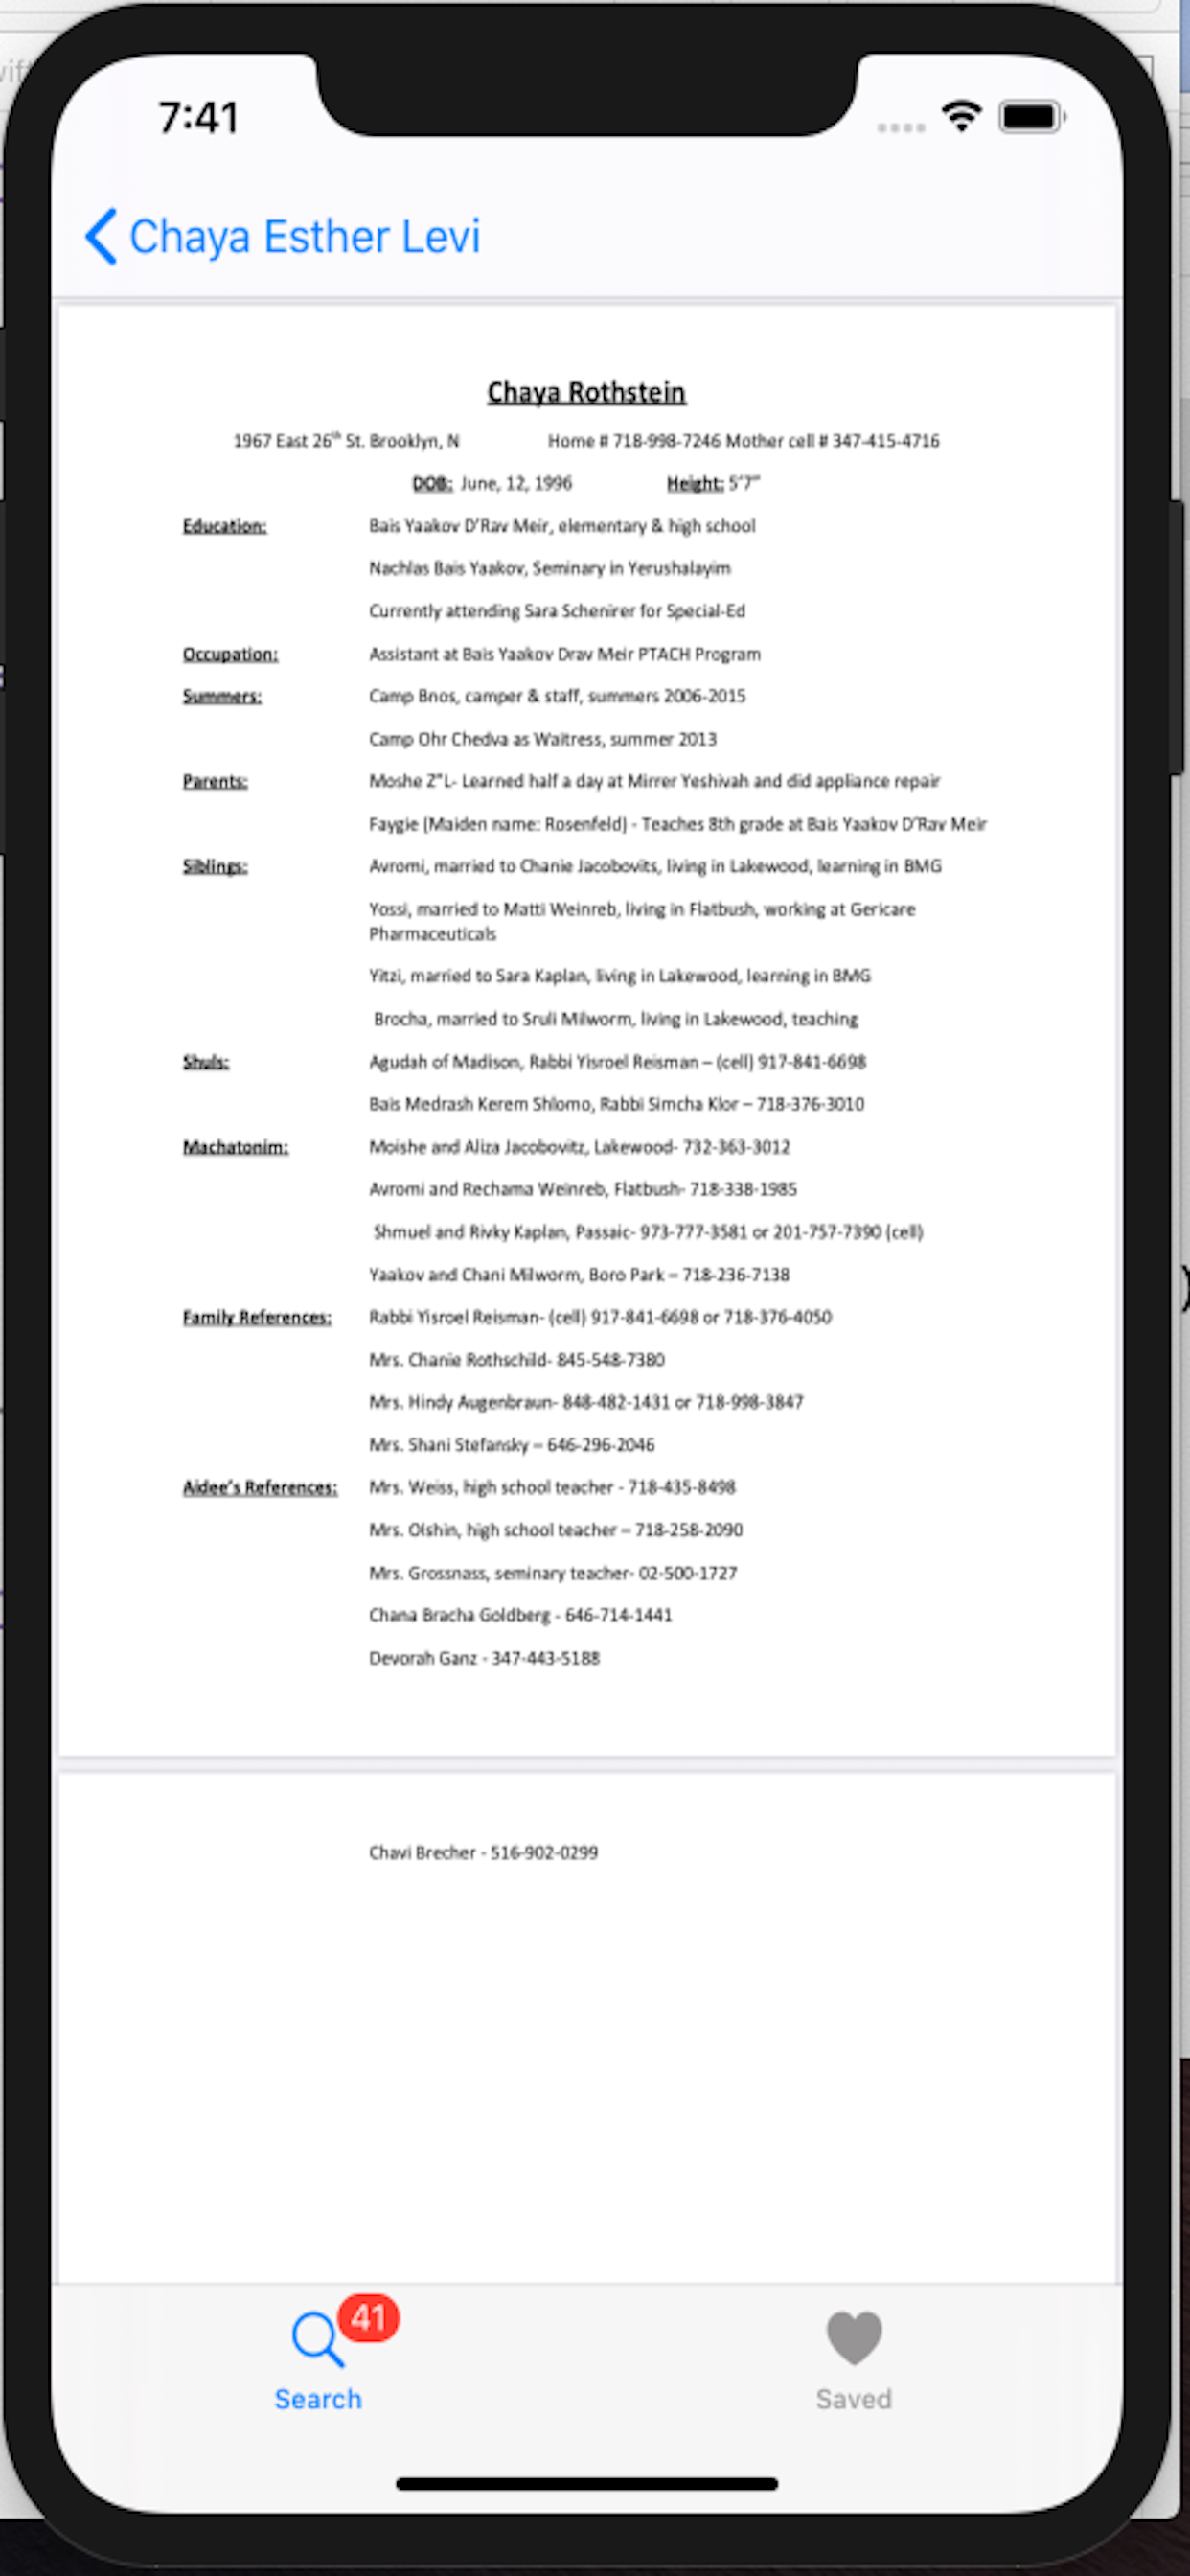 7:41
Chaya Esther Levi
Chaya Rothstein
1967 East 26th St. Brooklyn, N Home # 718-998-7246 Mother cell # 347-415-4716
DOB: June, 12, 1996 Height: 5'7"
Education: Bais Yaakov D'Rav Meir, elementary & high school
Nachlas Bais Yaakov, Seminary in Yerushalayim
Currently attending Sara Schenirer for Special-Ed
Occupation: Assistant at Bais Yaakov Drav Meir PTACH Program
Summers: Camp Bnos, camper & staff, summers 2006-2015
Camp Ohr Chedva as Waitress, summer 2013
Parents: Moshe Z"L- Learned half a day at Mirrer Yeshivah and did appliance repair
Faygie (Maiden name: Rosenfeld) - Teaches 8th grade at Bais Yaakov D'Rav Meir
Siblings: Avromi, married to Chanie Jacobovits, living in Lakewood, learning in BMG
Yossi, married to Matti Weinreb, living in Flatbush, working at Gericare
Pharmaceuticals
Yitzi, married to Sara Kaplan, living in Lakewood, learning in BMG
Brocha, married to Sruli Milworm, living in Lakewood, teaching
Shuls: Agudah of Madison, Rabbi Yisroel Reisman – (cell) 917-841-6698
Bais Medrash Kerem Shlomo, Rabbi Simcha Klor – 718-376-3010
Machatonim: Moishe and Aliza Jacobovitz, Lakewood- 732-363-3012
Avromi and Rechama Weinreb, Flatbush- 718-338-1985
Shmuel and Rivky Kaplan, Passaic- 973-777-3581 or 201-757-7390 (cell)
Yaakov and Chani Milworm, Boro Park – 718-236-7138
Family References: Rabbi Yisroel Reisman- (cell) 917-841-6698 or 718-376-4050
Mrs. Chanie Rothschild- 845-548-7380
Mrs. Hindy Augenbraun- 848-482-1431 or 718-998-3847
Mrs. Shani Stefansky – 646-296-2046
Aidee's References: Mrs. Weiss, high school teacher - 718-435-8498
Mrs. Olshin, high school teacher – 718-258-2090
Mrs. Grossnass, seminary teacher- 02-500-1727
Chana Bracha Goldberg - 646-714-1441
Devorah Ganz - 347-443-5188
Chavi Brecher - 516-902-0299
41
Search Saved